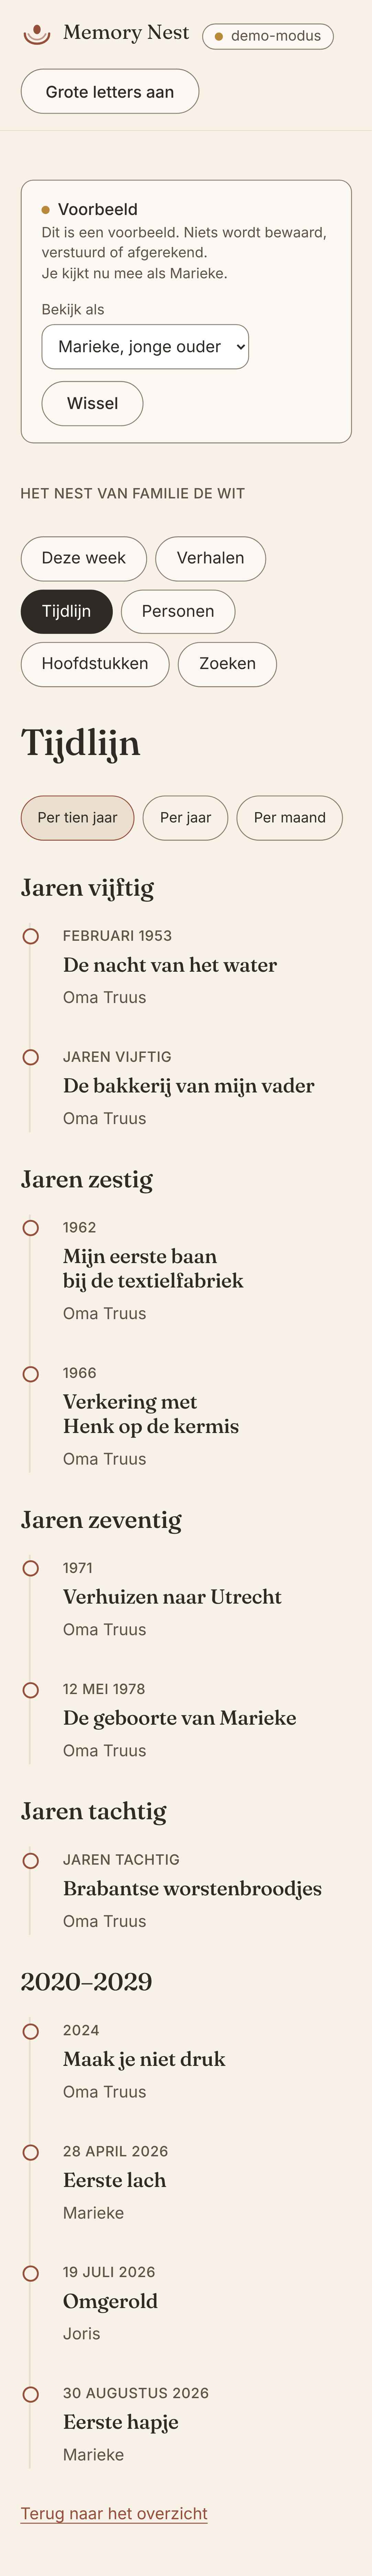 Memory Nest
demo-modus
Grote letters aan
Voorbeeld
Dit is een voorbeeld. Niets wordt bewaard,
verstuurd of afgerekend.
Je kijkt nu mee als Marieke.
Bekijk als
Marieke, jonge ouder
Wissel
HET NEST VAN FAMILIE DE WIT
Deze week
Verhalen
Tijdlijn
Personen
Hoofdstukken
Zoeken
Tijdlijn
Per tien jaar
Per jaar
Per maand
Jaren vijftig
FEBRUARI 1953
De nacht van het water
Oma Truus
JAREN VIJFTIG
De bakkerij van mijn vader
Oma Truus
Jaren zestig
1962
Mijn eerste baan
bij de textielfabriek
Oma Truus
1966
Verkering met
Henk op de kermis
Oma Truus
Jaren zeventig
1971
Verhuizen naar Utrecht
Oma Truus
12 MEI 1978
De geboorte van Marieke
Oma Truus
Jaren tachtig
JAREN TACHTIG
Brabantse worstenbroodjes
Oma Truus
2020–2029
2024
Maak je niet druk
Oma Truus
28 APRIL 2026
Eerste lach
Marieke
19 JULI 2026
Omgerold
Joris
30 AUGUSTUS 2026
Eerste hapje
Marieke
Terug naar het overzicht